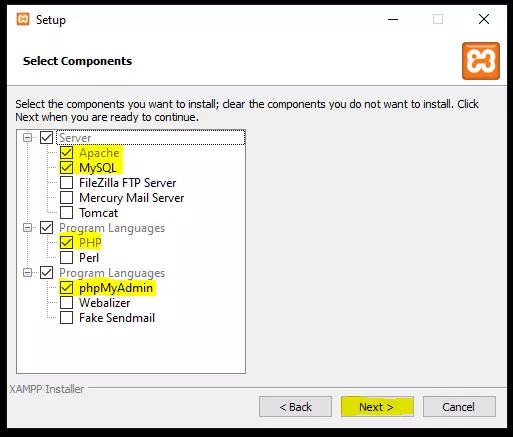 Setup
Select Components
Select the components you want to install; clear the components you do not want to install. Click
Next when you are ready to continue.
Server
Apache
MySQL
FileZilla FTP Server
Mercury Mail Server
Tomcat
Program Languages
PHP
Perl
Program Languages
phpMyAdmin
Webalizer
Fake Sendmail
XAMPP Installer
< Back
Next >
Cancel